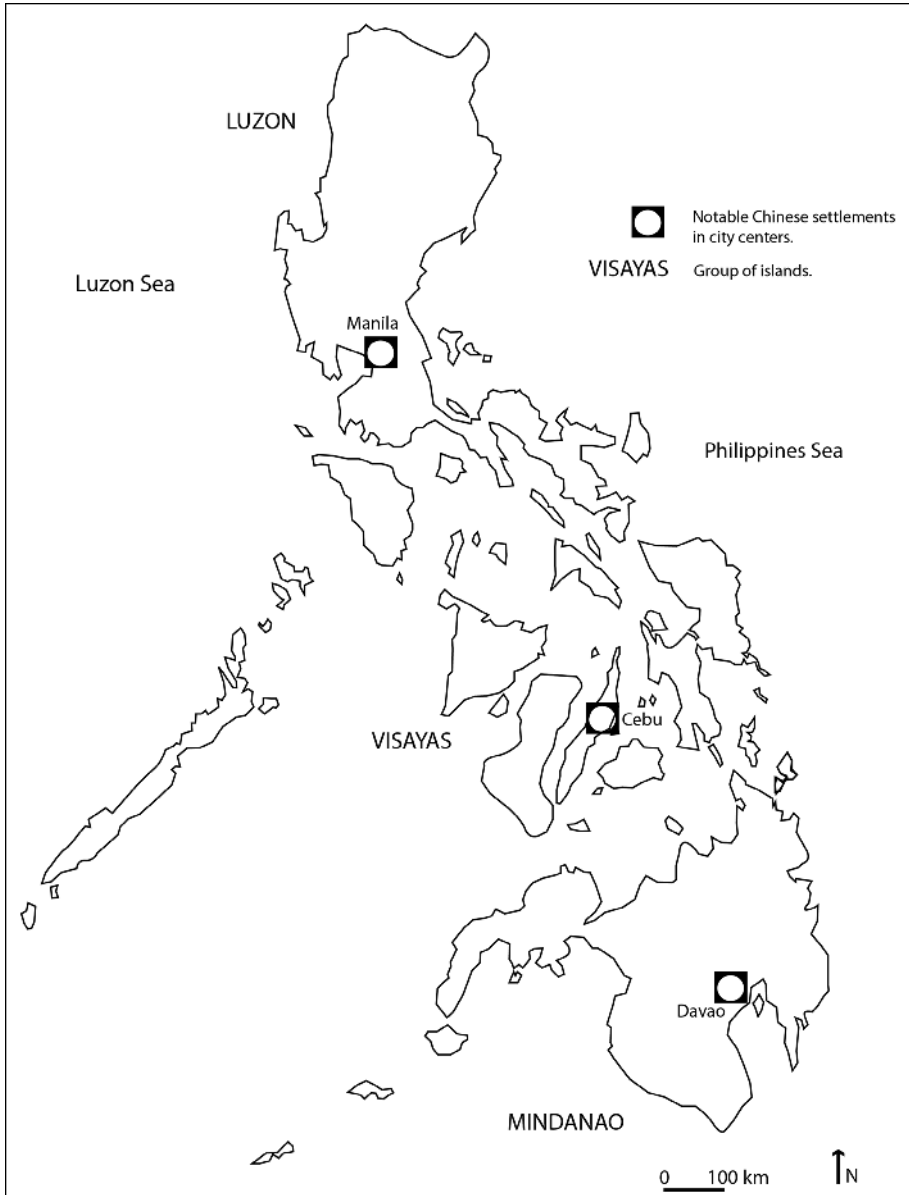 LUZON
Notable Chinese settlements
in city centers.
VISAYAS Group of islands.
Luzon Sea
Manila
Philippines Sea
Cebu
VISAYAS
Davao
MINDANAO
0 100 km
N